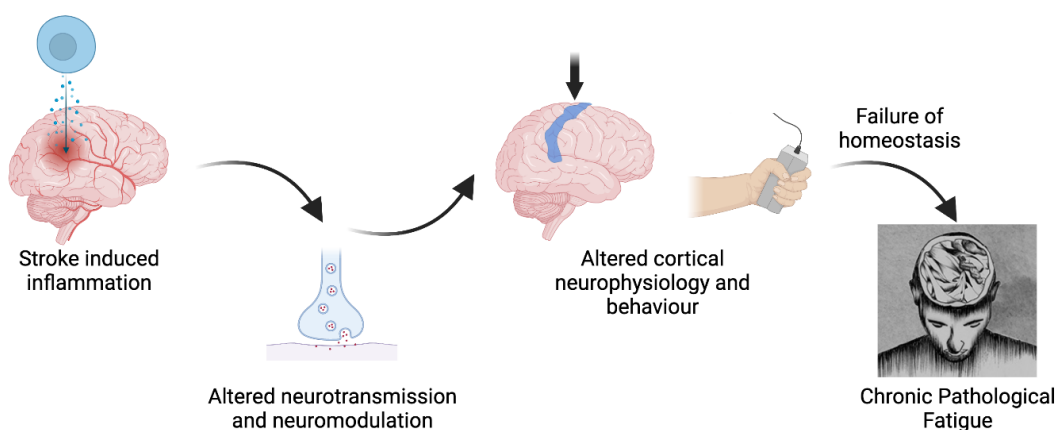 Stroke induced
inflammation
Altered neurotransmission
and neuromodulation
Altered cortical
neurophysiology and
behaviour
Failure of
homeostasis
Chronic Pathological
Fatigue